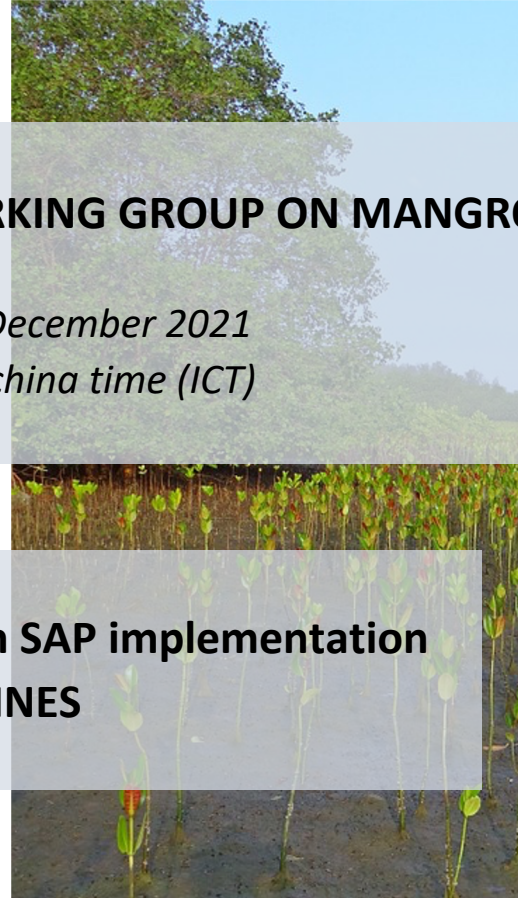 RKING GROUP ON MANGRO
December 2021
china time (ICT)
n SAP implementation
INES